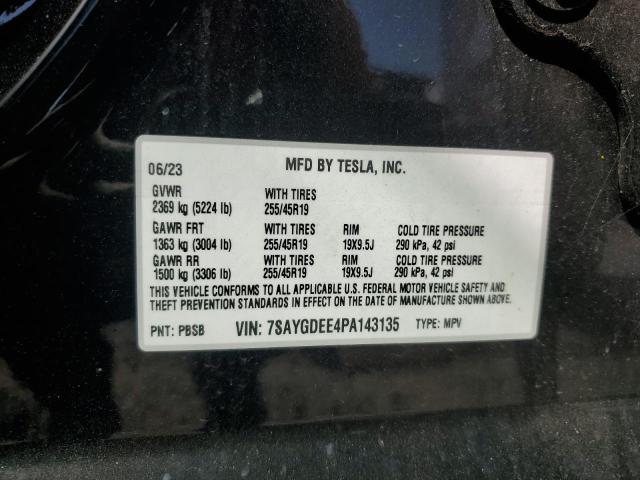 06/23 MFD BY TESLA, INC.
GVWR WITH TIRES
2369 kg (5224 lb) 255/45R19
GAWR FRT WITH TIRES RIM COLD TIRE PRESSURE
1363 kg (3004 lb) 255/45R19 19X9.5J 290 kPa, 42 psi
GAWR RR WITH TIRES RIM COLD TIRE PRESSURE
1500 kg (3306 lb) 255/45R19 19X9.5J 290 kPa, 42 psi
THIS VEHICLE CONFORMS TO ALL APPLICABLE U.S. FEDERAL MOTOR VEHICLE SAFETY AND
THEFT PREVENTION STANDARDS IN EFFECT ON THE DATE OF MANUFACTURE SHOWN ABOVE.
PNT: PBSB VIN: 7SAYGDEE4PA143135 TYPE: MPV